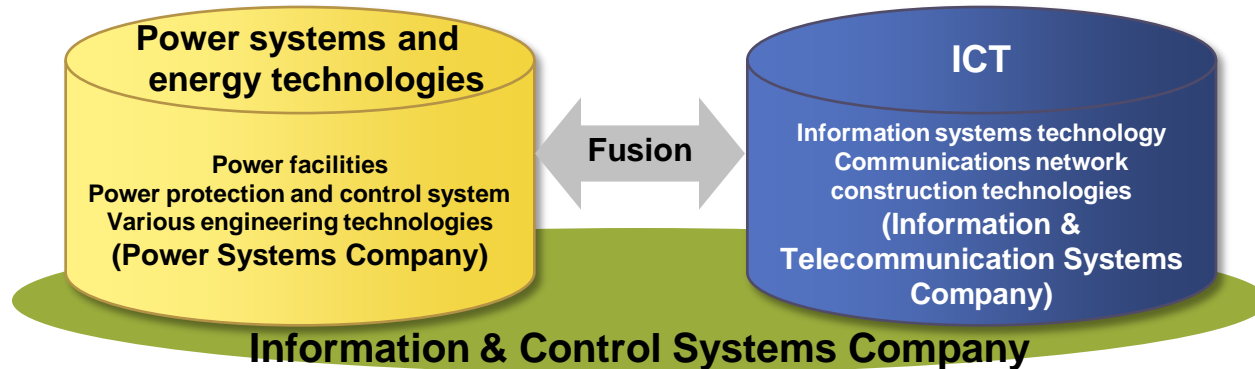 Power systems and
energy technologies
Power facilities
Power protection and control system
Various engineering technologies
(Power Systems Company)
Fusion
ICT
Information systems technology
Communications network
construction technologies
(Information &
Telecommunication Systems
Company)
Information & Control Systems Company